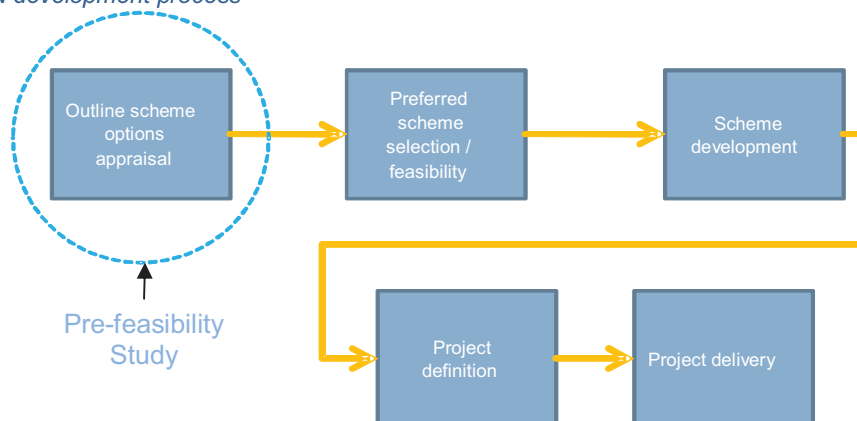 development process
Outline scheme
options
appraisal
Preferred
scheme
selection /
feasibility
Scheme
development
Pre-feasibility
Study
Project
definition
Project delivery